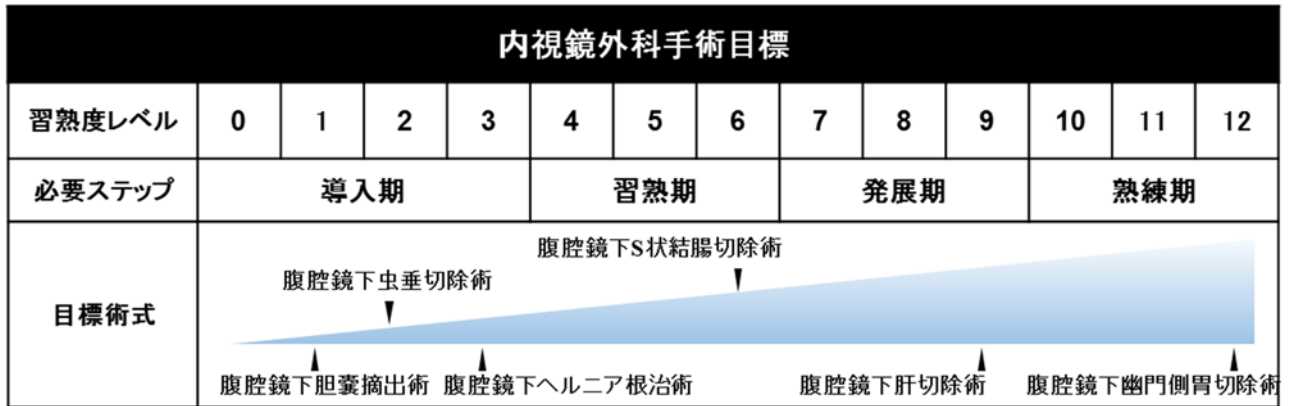 内視鏡外科手術目標
習熟度レベル 0 1 2 3 4 5 6 7 8 9 10 11 12
必要ステップ 導入期 習熟期 発展期 熟練期
腹腔鏡下S状結腸切除術
腹腔鏡下虫垂切除術
目標術式
腹腔鏡下胆嚢摘出術 腹腔鏡下ヘルニア根治術 腹腔鏡下肝切除術 腹腔鏡下幽門側胃切除術